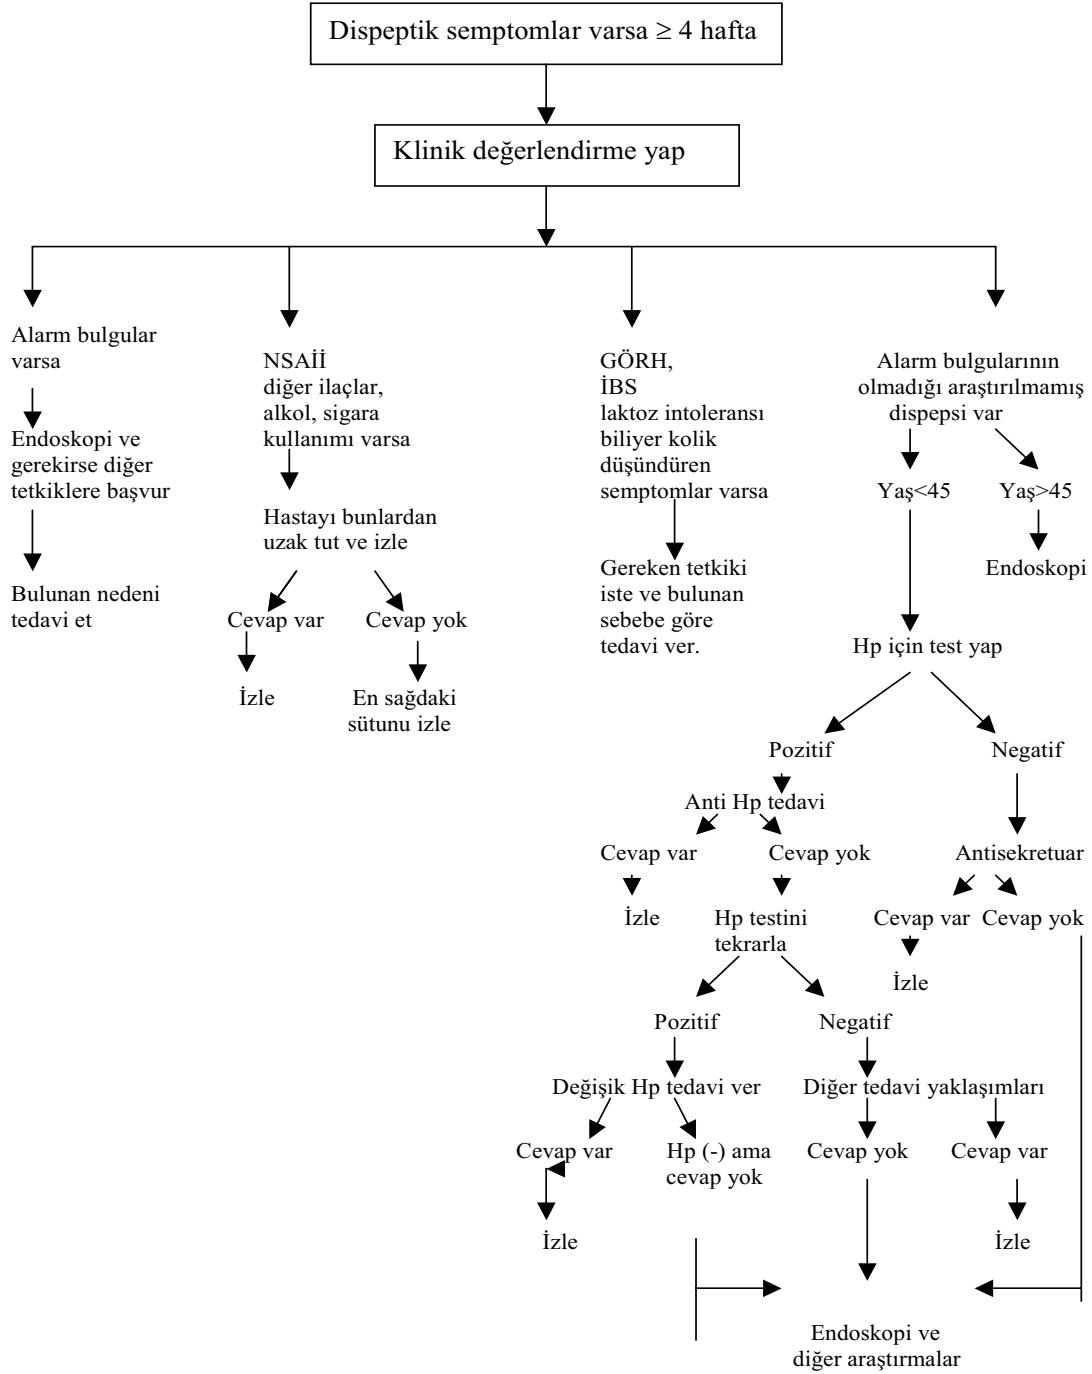 Dispeptik semptomlar varsa ≥ 4 hafta
Klinik değerlendirme yap
Alarm bulgular
varsa
Endoskopi ve
gerekirse diğer
tetkiklere başvur
Bulunan nedeni
tedavi et
NSAİİ
diğer ilaçlar,
alkol, sigara
kullanımı varsa
Hastayı bunlardan
uzak tut ve izle
Cevap var
Cevap yok
İzle
En sağdaki
sütunu izle
GÖRH,
İBS
laktoz intoleransı
biliyer kolik
düşündüren
semptomlar varsa
Gereken tetkiki
iste ve bulunan
sebebe göre
tedavi ver.
Alarm bulgularının
olmadığı araştırılmamış
dispepsi var
Yaş<45
Yaş>45
Endoskopi
Hp için test yap
Pozitif
Negatif
Anti Hp tedavi
Cevap var
Cevap yok
Antisekretuar
İzle
Hp testini
tekrarla
Cevap var
Cevap yok
İzle
Pozitif
Negatif
Değişik Hp tedavi ver
Diğer tedavi yaklaşımları
Cevap var
Hp (-) ama
cevap yok
Cevap yok
Cevap var
İzle
İzle
Endoskopi ve
diğer araştırmalar